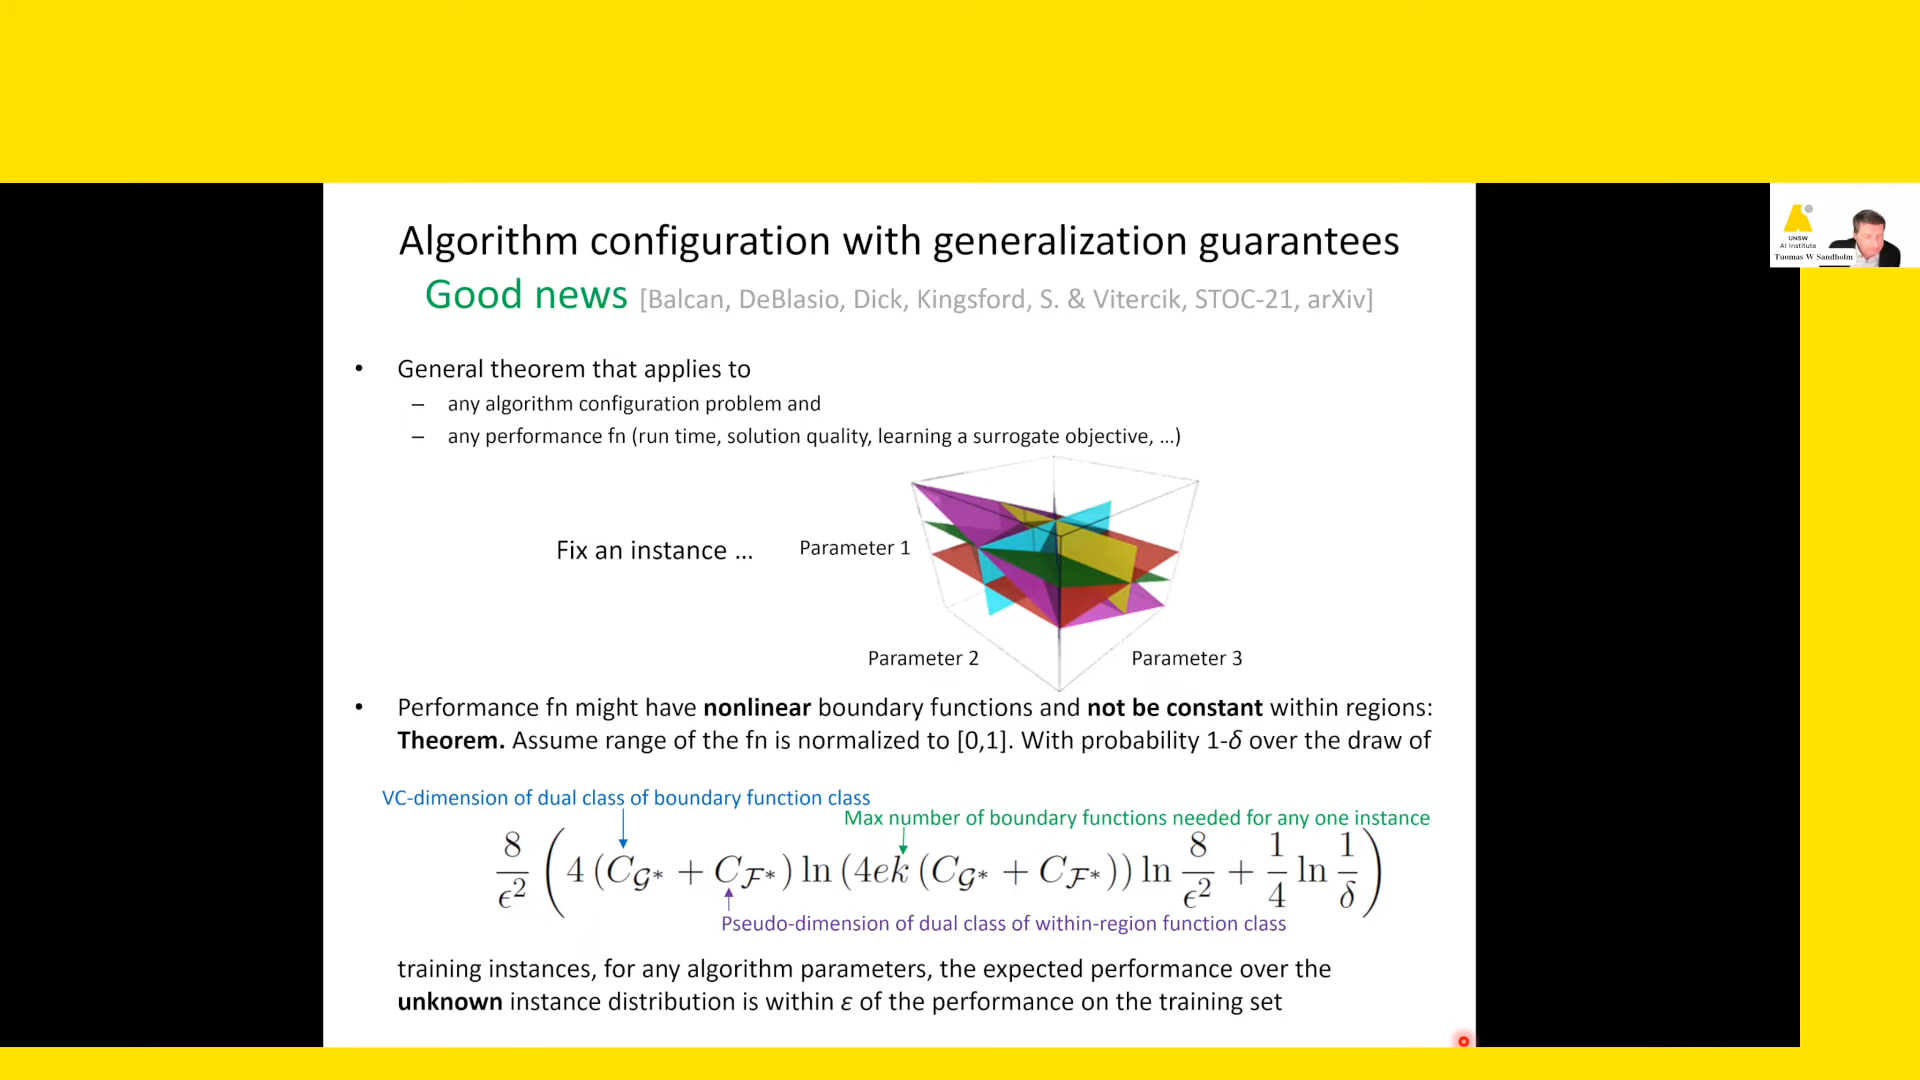 Algorithm configuration with generalization guarantees
Good news [Balcan, DeBlasio, Dick, Kingsford, S. & Vitercik, STOC-21, arXiv]
UNSW
AI Institute
Tuomas W Sandholm
• General theorem that applies to
– any algorithm configuration problem and
– any performance fn (run time, solution quality, learning a surrogate objective, ...)
Fix an instance ...
Parameter 1
Parameter 2
Parameter 3
• Performance fn might have nonlinear boundary functions and not be constant within regions:
Theorem. Assume range of the fn is normalized to [0,1]. With probability 1-δ over the draw of
VC-dimension of dual class of boundary function class
Max number of boundary functions needed for any one instance
8/ϵ² (4 (C_𝒢* + C_ℱ*) ln (4ek (C_𝒢* + C_ℱ*)) ln 8/ϵ² + 1/4 ln 1/δ)
Pseudo-dimension of dual class of within-region function class
training instances, for any algorithm parameters, the expected performance over the
unknown instance distribution is within ε of the performance on the training set